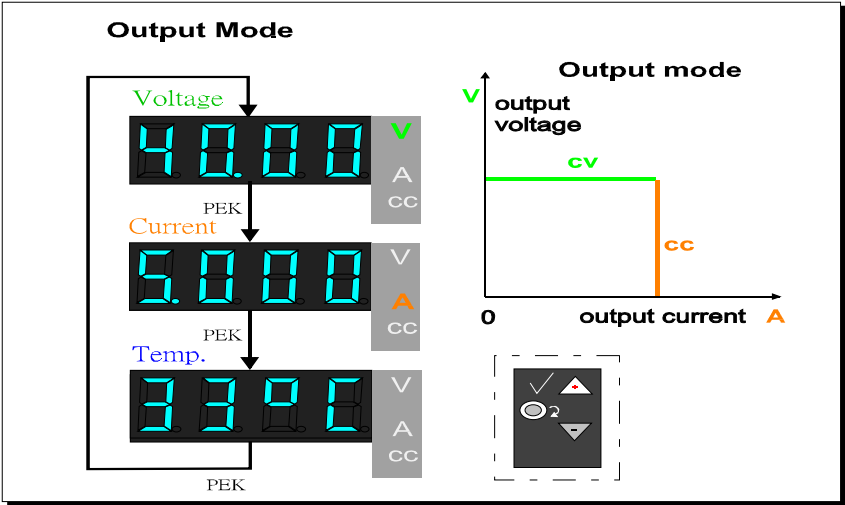 Output Mode
Voltage
40.00
V
A
CC
PEK
Current
5.000
V
A
CC
PEK
Temp.
33°C
V
A
CC
PEK
Output mode
V
output
voltage
cv
cc
0
output current A
+
-